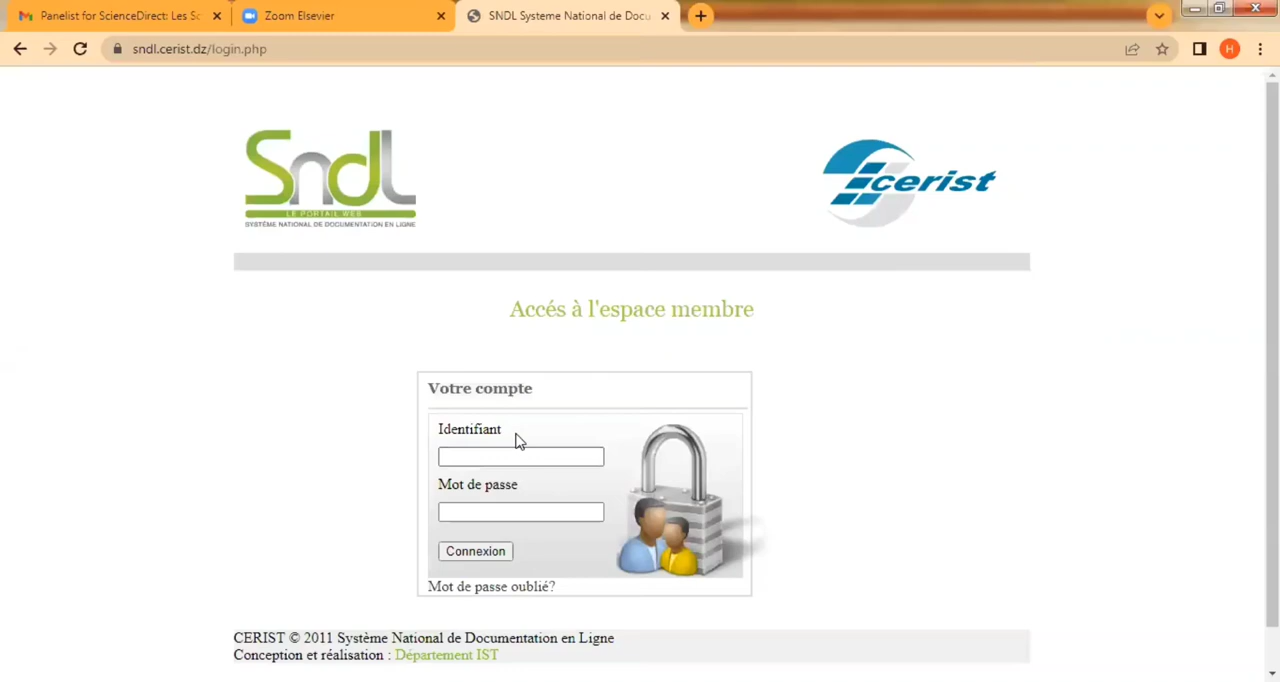 Panelist for ScienceDirect: Les Sc
Zoom Elsevier
SNDL Systeme National de Docu
sndl.cerist.dz/login.php
H
Sndl
LE PORTAIL WEB
SYSTÈME NATIONAL DE DOCUMENTATION EN LIGNE
cerist
Accés à l'espace membre
Votre compte
Identifiant
Mot de passe
Connexion
Mot de passe oublié?
CERIST © 2011 Système National de Documentation en Ligne
Conception et réalisation : Département IST